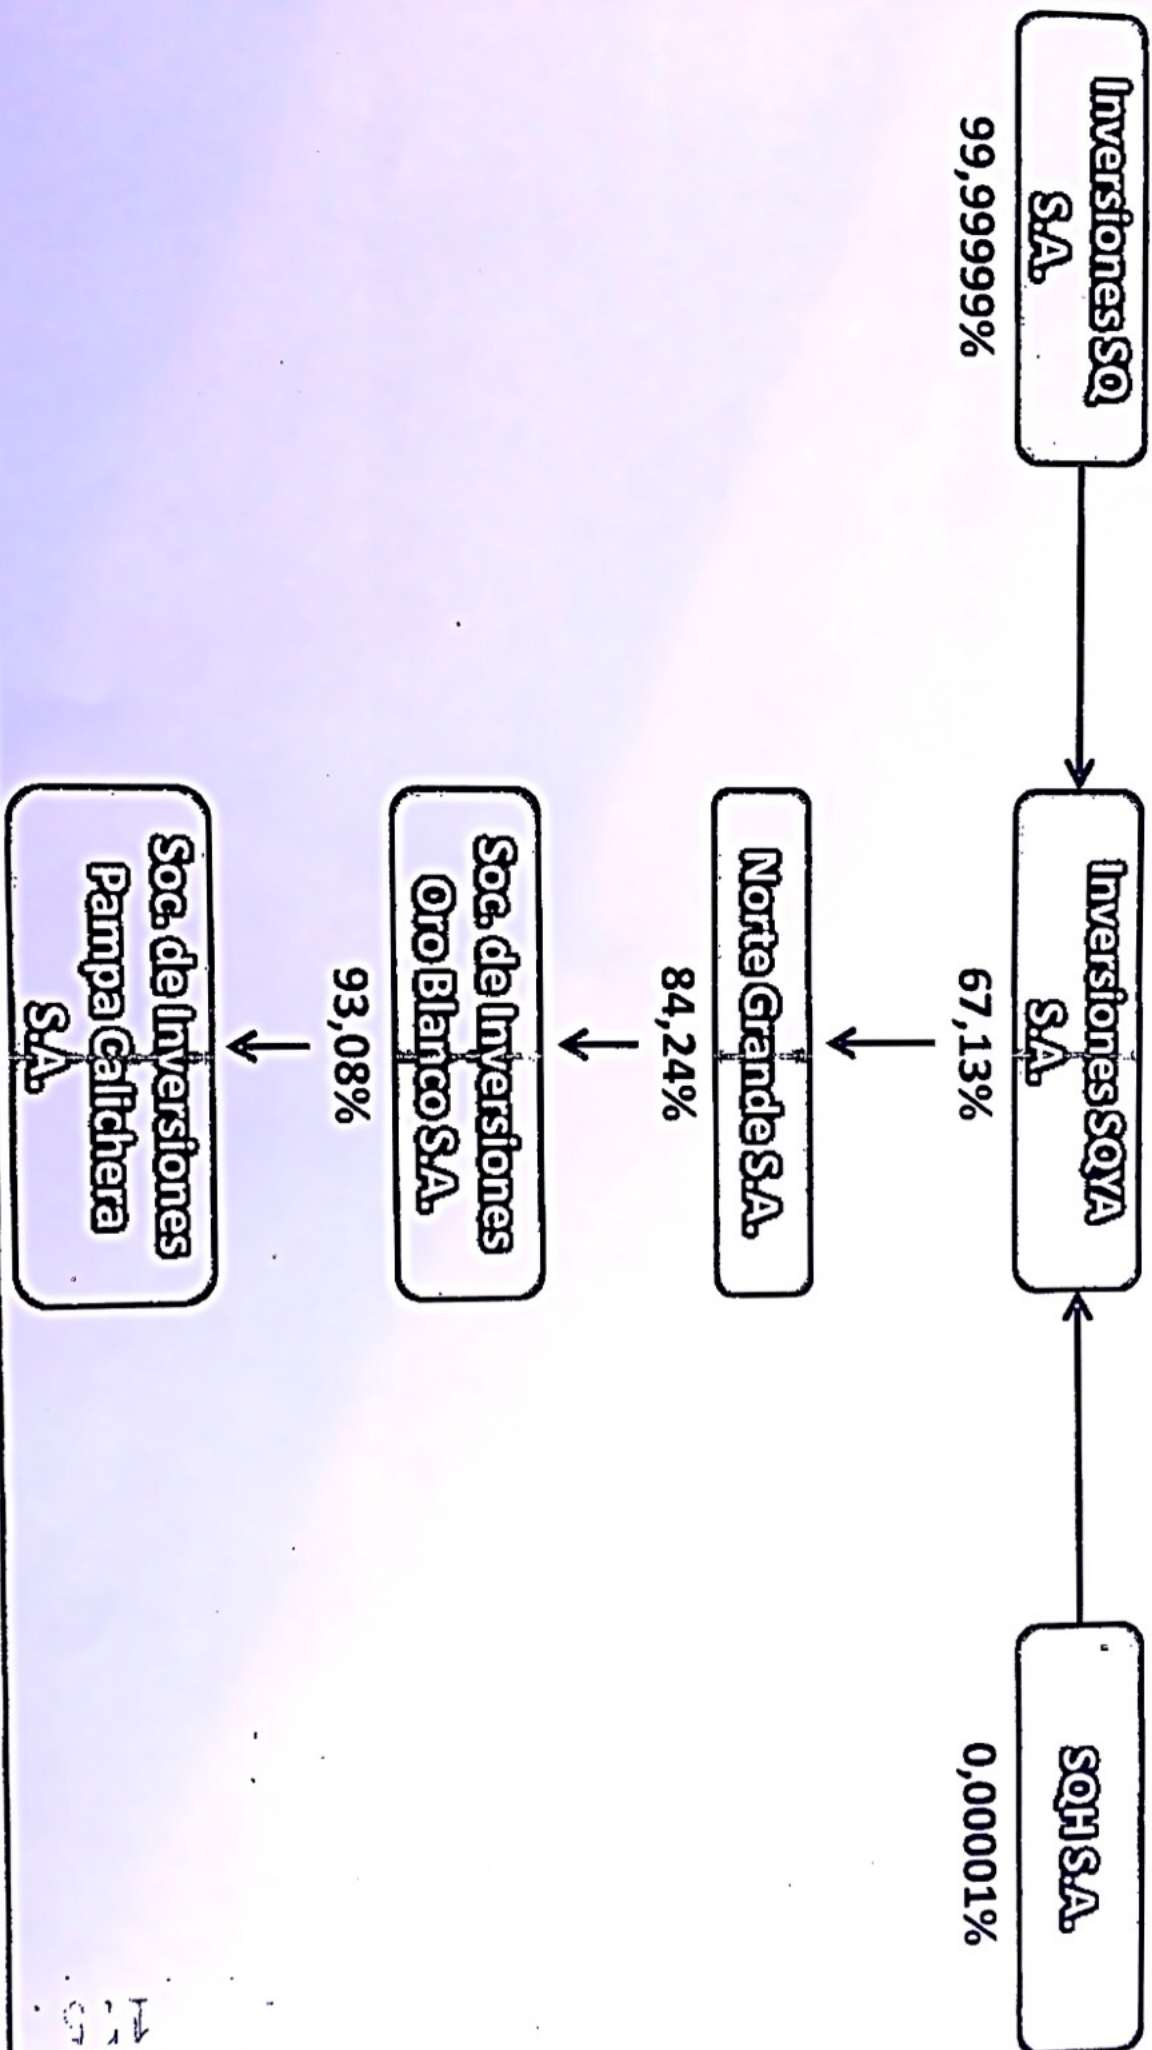 Inversiones SQ
S.A.
99,99999%
Inversiones SQYA
S.A.
67,13%
SQH S.A.
0,00001%
Norte Grande S.A.
84,24%
Soc. de Inversiones
Oro Blanco S.A.
93,08%
Soc. de Inversiones
Pampa Calichera
S.A.